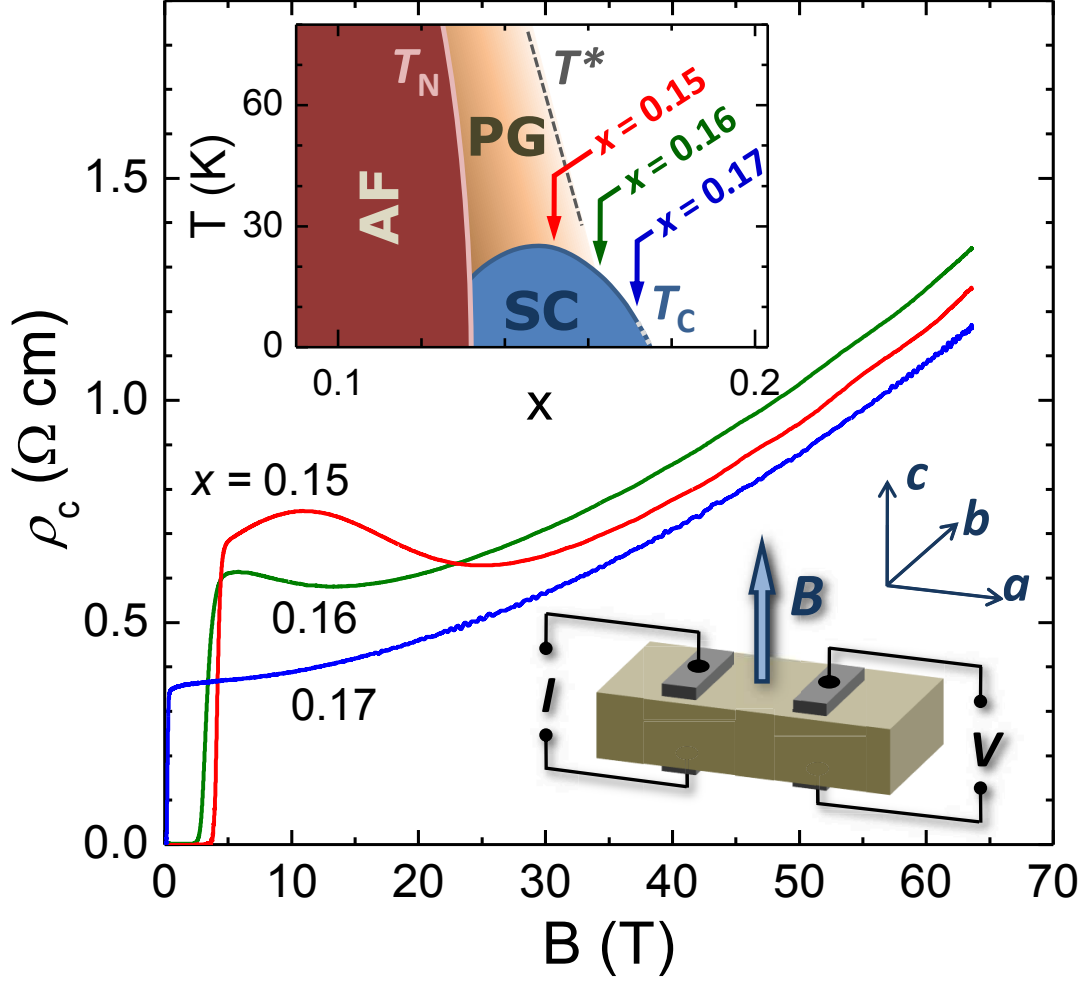 T_N
T*
60
PG
x = 0.15
x = 0.16
x = 0.17
AF
T (K)
30
SC
T_C
0
0.1
0.2
x
1.5
1.0
0.5
0.0
ρ_c (Ω cm)
x = 0.15
0.16
0.17
c
b
a
B
I
V
0
10
20
30
40
50
60
70
B (T)